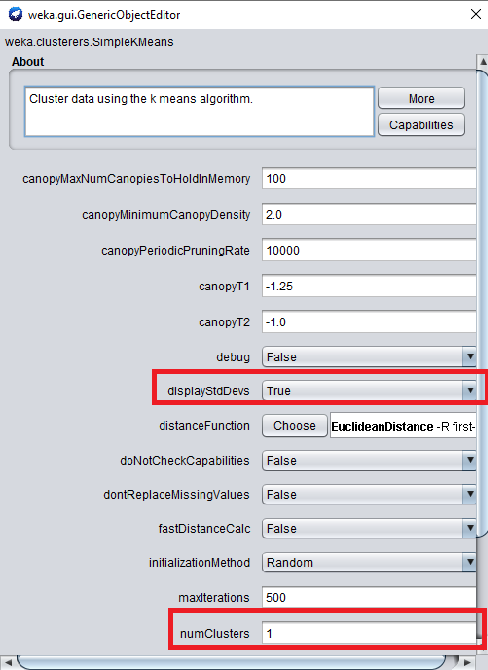 weka.gui.GenericObjectEditor
weka.clusterers.SimpleKMeans
About
Cluster data using the k means algorithm.
More
Capabilities
canopyMaxNumCanopiesToHoldInMemory 100
canopyMinimumCanopyDensity 2.0
canopyPeriodicPruningRate 10000
canopyT1 -1.25
canopyT2 -1.0
debug False
displayStdDevs True
distanceFunction Choose EuclideanDistance -R first-
doNotCheckCapabilities False
dontReplaceMissingValues False
fastDistanceCalc False
initializationMethod Random
maxIterations 500
numClusters 1